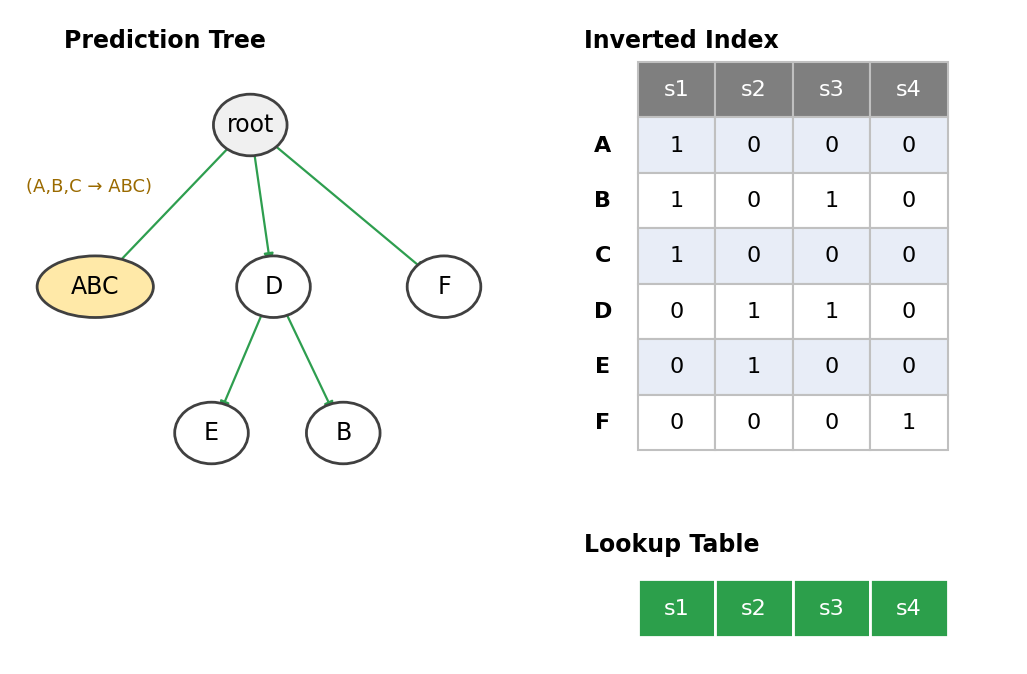 Prediction Tree
root
(A,B,C → ABC)
ABC
D
F
E
B
Inverted Index
s1 s2 s3 s4
A 1 0 0 0
B 1 0 1 0
C 1 0 0 0
D 0 1 1 0
E 0 1 0 0
F 0 0 0 1
Lookup Table
s1 s2 s3 s4